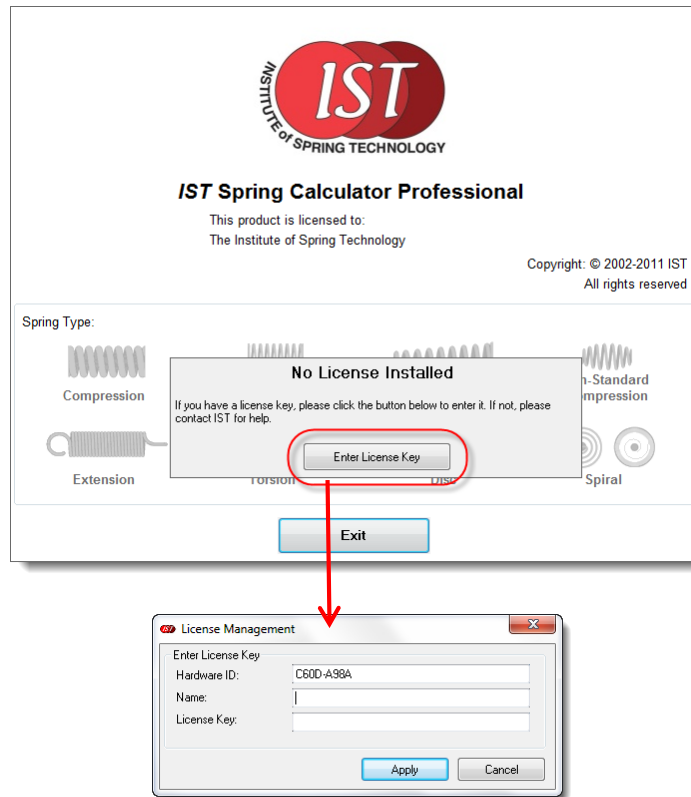 INSTITUTE of SPRING TECHNOLOGY
IST
IST Spring Calculator Professional
This product is licensed to:
The Institute of Spring Technology
Copyright: © 2002-2011 IST
All rights reserved
Spring Type:
No License Installed
If you have a license key, please click the button below to enter it. If not, please
contact IST for help.
Enter License Key
Compression
n-Standard
mpression
Extension
Torsion
Disc
Spiral
Exit
IST License Management
x
Enter License Key
Hardware ID:
C60D-A98A
Name:
License Key:
Apply
Cancel